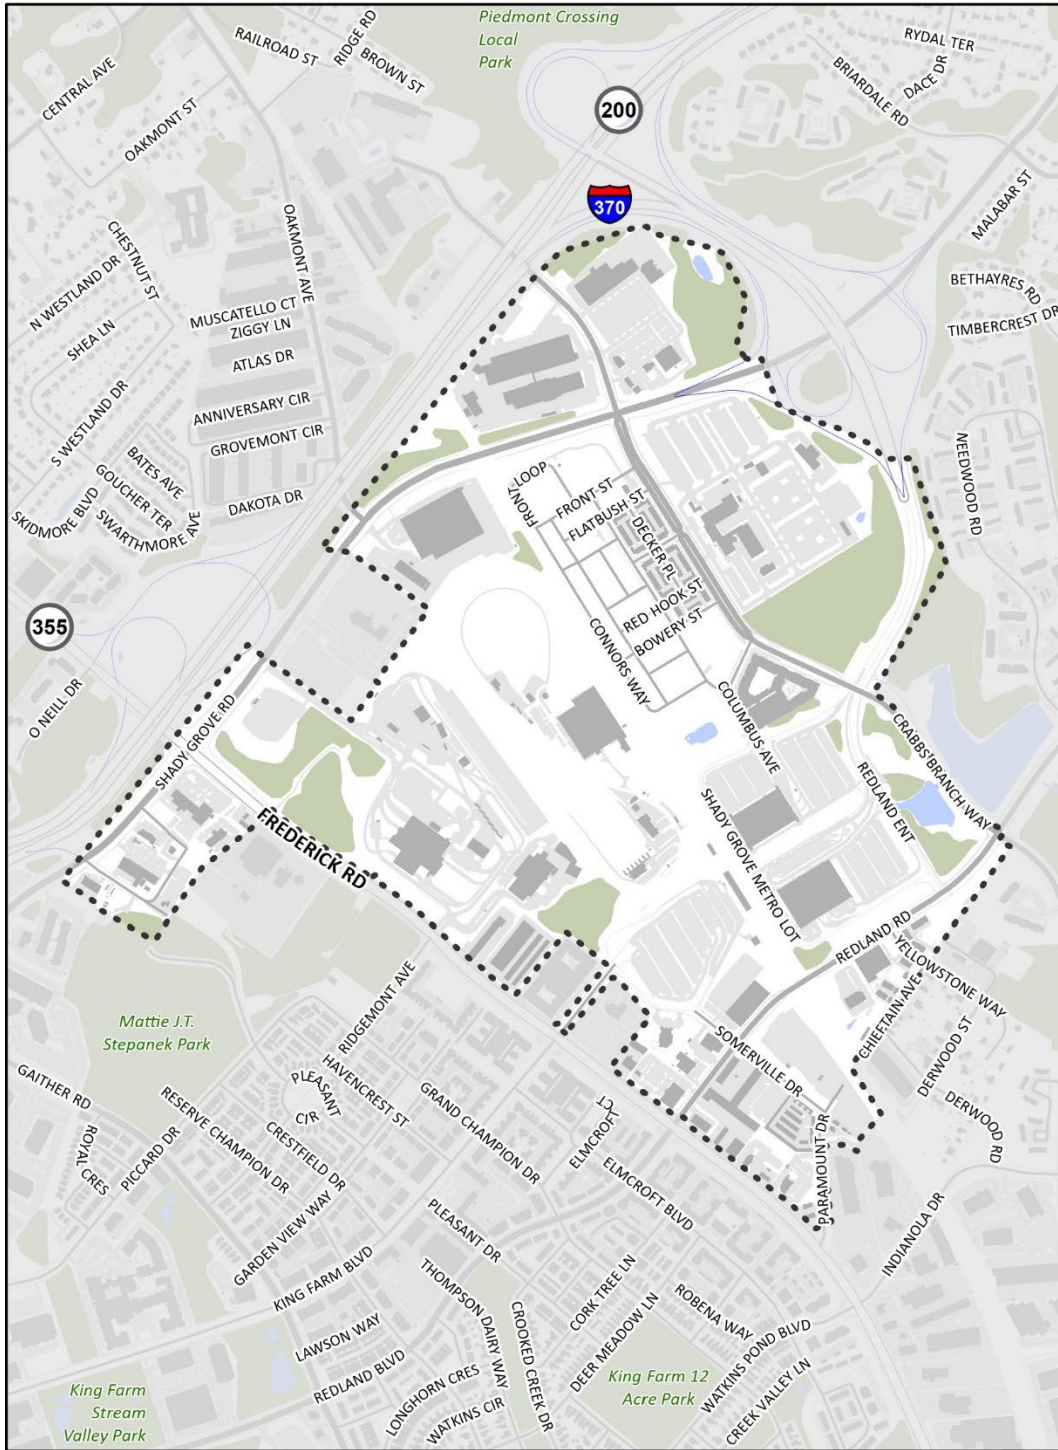 Piedmont Crossing
Local
Park
RIDGE RD
RAILROAD ST
BROWN ST
CENTRAL AVE
OAKMONT ST
RYDAL TER
DACE DR
BRIARDALE RD
200
370
MALABAR ST
OAKMONT AVE
CHESTNUT ST
N WESTLAND DR
BETHAYRES RD
TIMBERCREST DR
MUSCATELLO CT
ZIGGY LN
SHEA LN
ATLAS DR
ANNIVERSARY CIR
S WESTLAND DR
GROVEMONT CIR
BATES AVE
GOUCHER TER
SKIDMORE BLVD
SWARTHMORE AVE
DAKOTA DR
NEEDWOOD RD
LOOP
FRONT
FRONT ST
FLATBUSH ST
DECKER PL
RED HOOK ST
BOWERY ST
CONNORS WAY
355
O NEILL DR
SHADY GROVE RD
COLUMBUS AVE
CRABBS BRANCH WAY
REDLAND ENT
FREDERICK RD
SHADY GROVE METRO LOT
REDLAND RD
YELLOWSTONE WAY
CHIEFTAIN AVE
DERWOOD ST
DERWOOD RD
SOMERVILLE DR
PARAMOUNT DR
INDIANOLA DR
Mattie J.T.
Stepanek Park
RIDGEMONT AVE
GAITHER RD
ROYAL
CRES
PICCARD DR
RESERVE CHAMPION DR
PLEASANT
CIR
HAVENCREST ST
CRESTFIELD DR
GRAND CHAMPION DR
ELMCROFT
CT
ELMCROFT BLVD
GARDEN VIEW WAY
PLEASANT DR
KING FARM BLVD
THOMPSON DAIRY WAY
CROOKED CREEK DR
CORK TREE LN
DEER MEADOW LN
ROBENA WAY
WATKINS POND BLVD
CREEK VALLEY LN
LAWSON WAY
REDLAND BLVD
LONGHORN CRES
WATKINS CIR
King Farm 12
Acre Park
King Farm
Stream
Valley Park